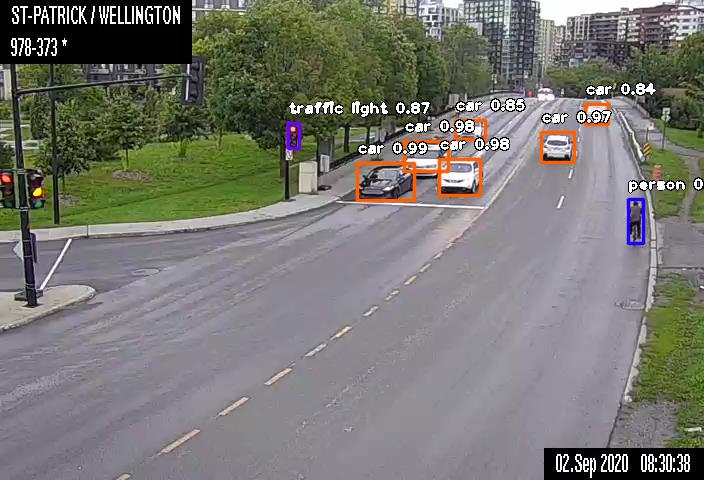 ST-PATRICK / WELLINGTON
978-373 *
car 0.84
traffic light 0.87
car 0.85
car 0.97
car 0.98
car 0.98
car 0.99
person 0
02.Sep 2020 08:30:38